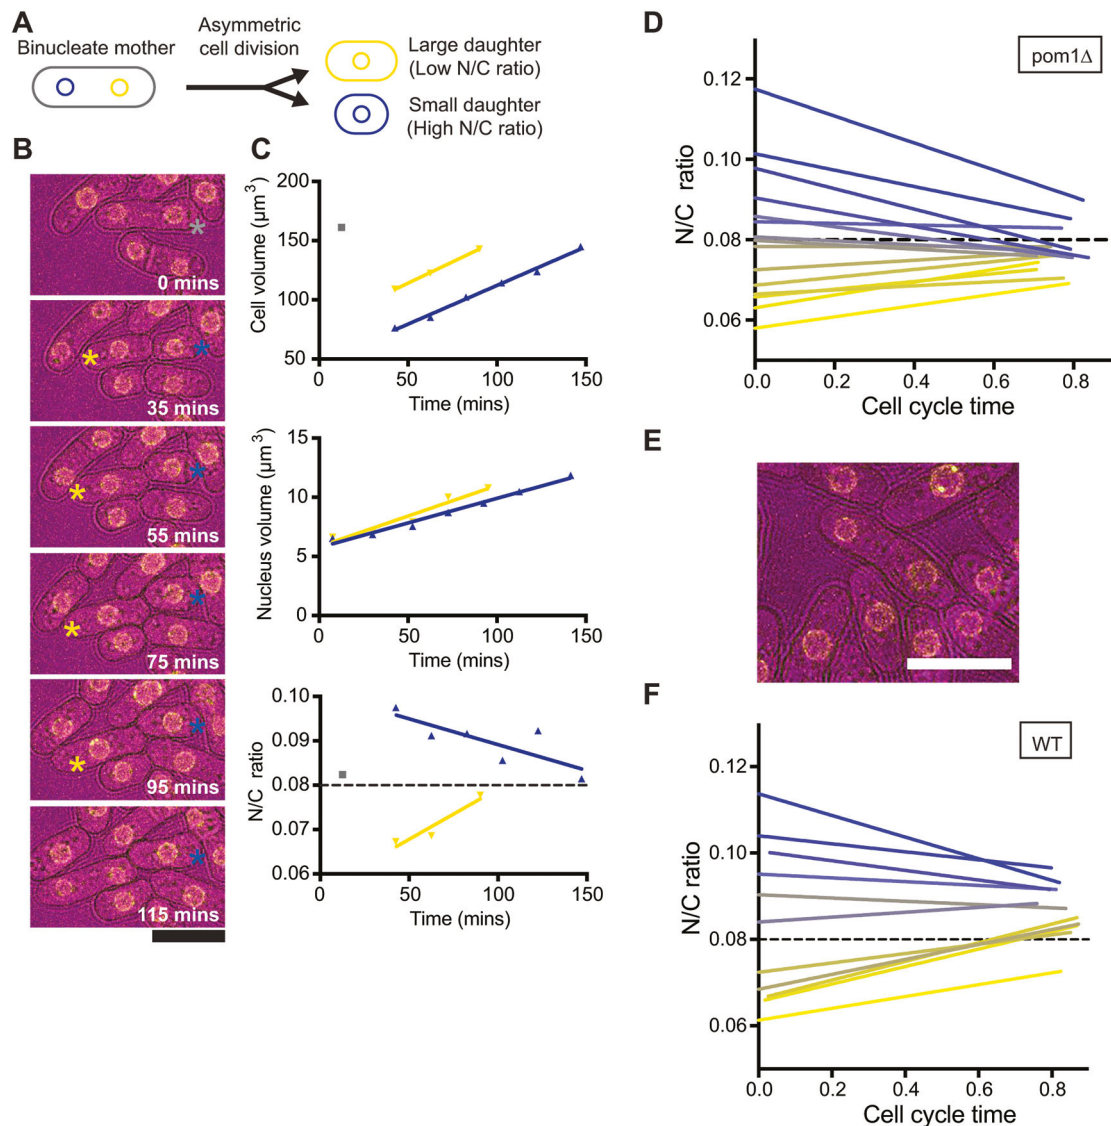 A
Binucleate mother
Asymmetric
cell division
Large daughter
(Low N/C ratio)
Small daughter
(High N/C ratio)
B
*
0 mins
* *
35 mins
* *
55 mins
* *
75 mins
* *
95 mins
*
115 mins
C
Cell volume (µm³)
200
150
100
50
0 50 100 150
Time (mins)
Nucleus volume (µm³)
15
10
5
0
0 50 100 150
Time (mins)
N/C ratio
0.10
0.09
0.08
0.07
0.06
0 50 100 150
Time (mins)
D
pom1Δ
N/C ratio
0.12
0.10
0.08
0.06
0.0 0.2 0.4 0.6 0.8
Cell cycle time
E
F
WT
N/C ratio
0.12
0.10
0.08
0.06
0.0 0.2 0.4 0.6 0.8
Cell cycle time